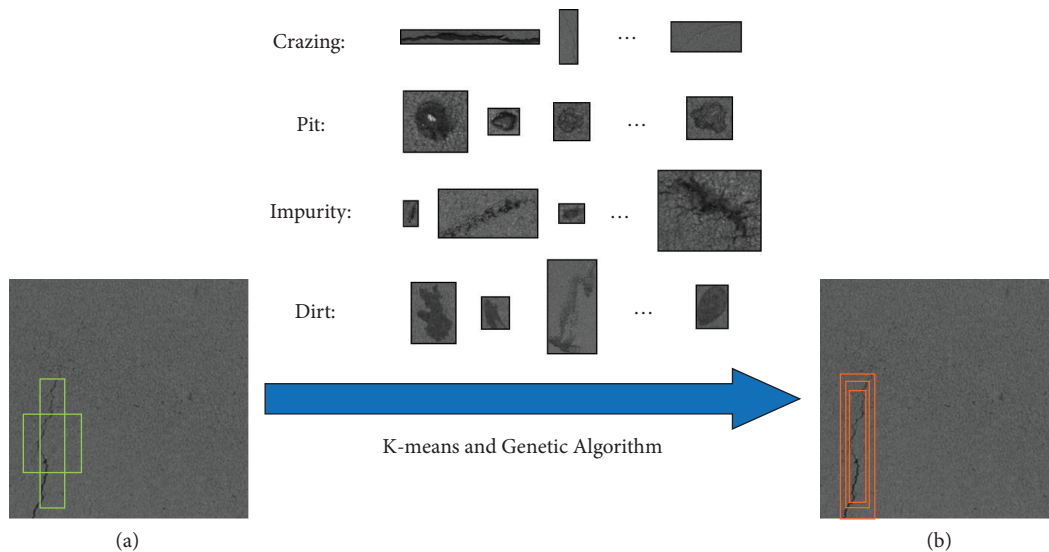 Crazing:
...
Pit:
...
Impurity:
...
Dirt:
...
K-means and Genetic Algorithm
(a)
(b)